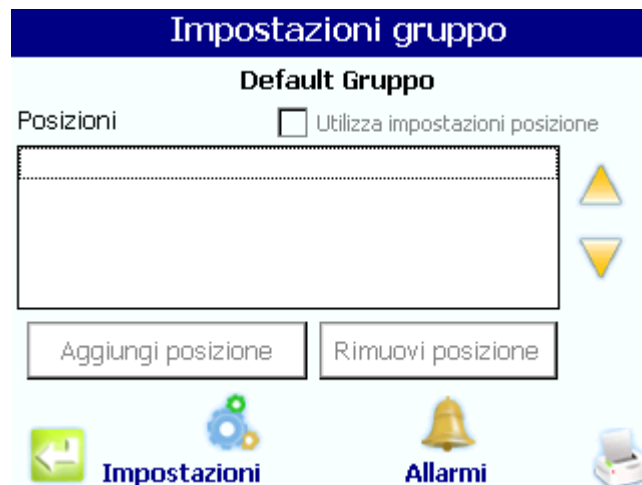 Impostazioni gruppo
Default Gruppo
Posizioni
Utilizza impostazioni posizione
Aggiungi posizione
Rimuovi posizione
Impostazioni
Allarmi